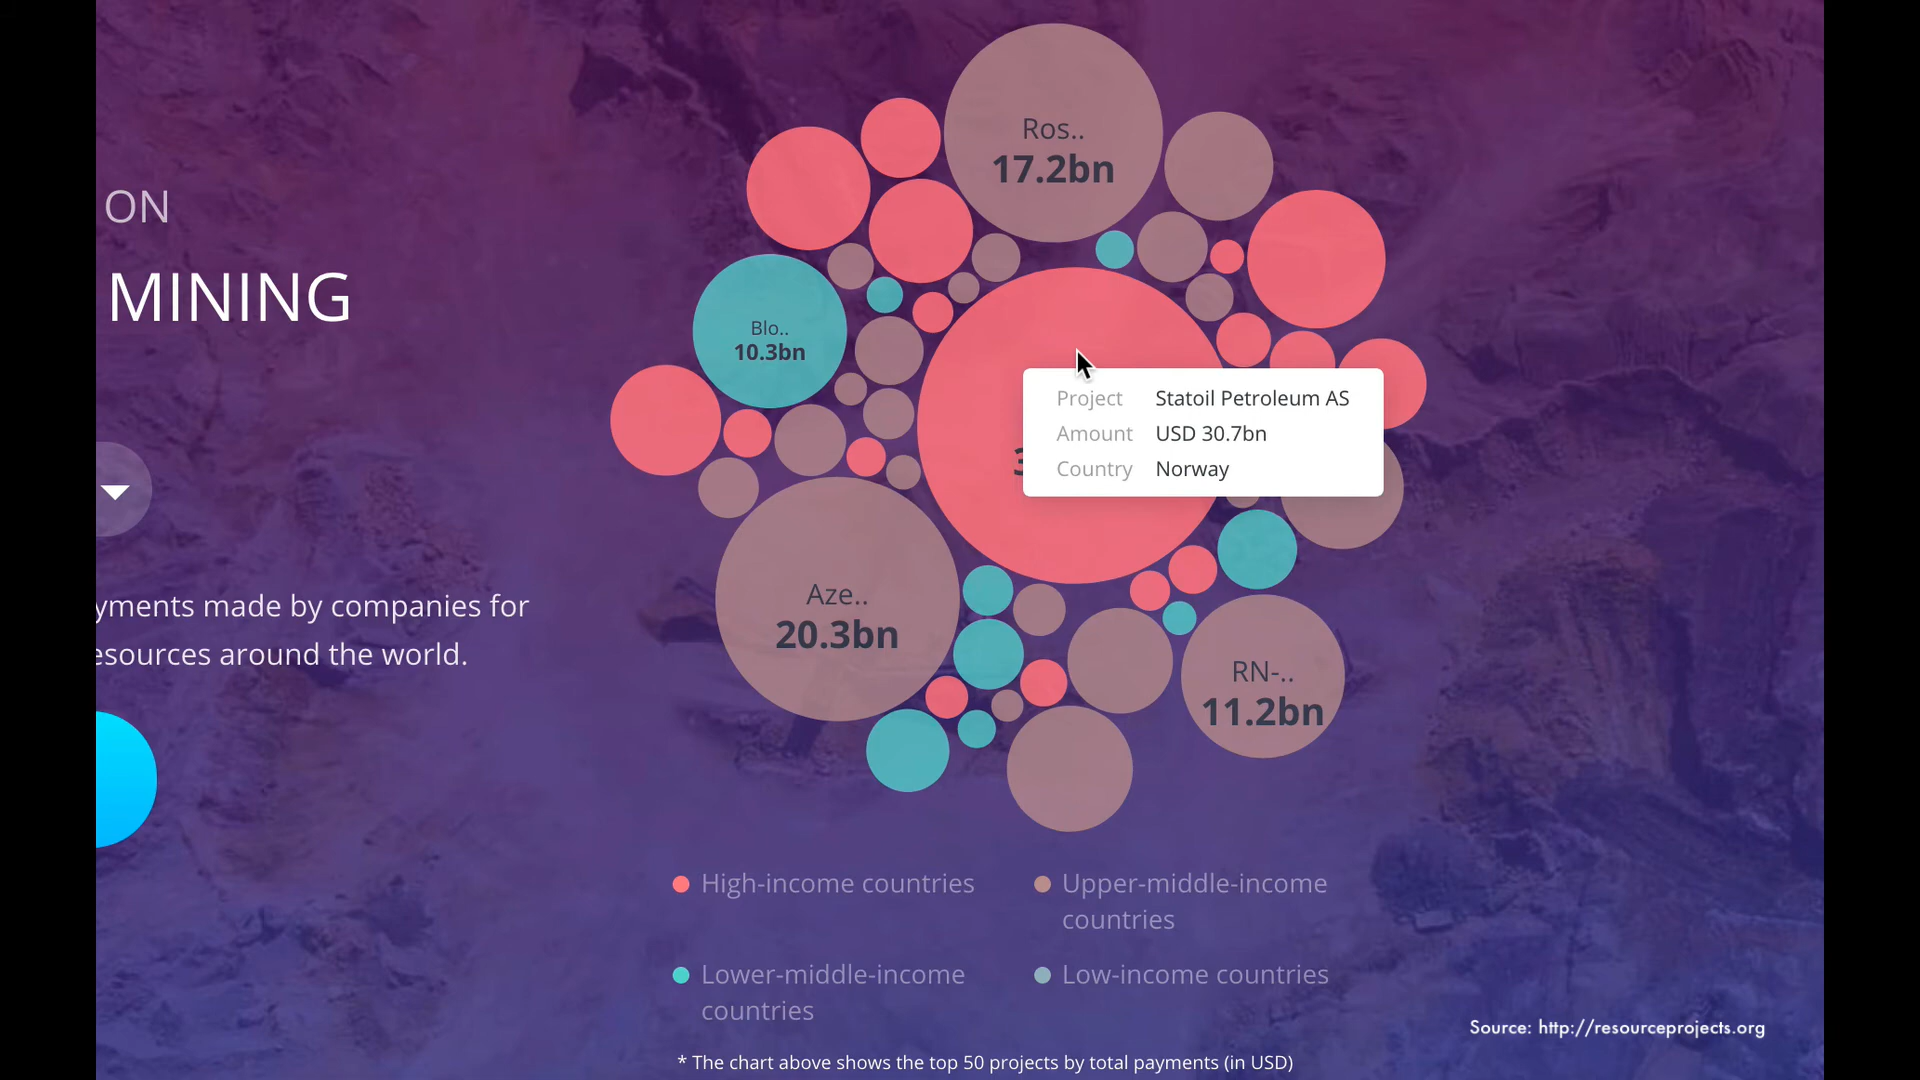 ON
MINING
yments made by companies for
esources around the world.
Ros..
17.2bn
Blo..
10.3bn
Project Statoil Petroleum AS
Amount USD 30.7bn
Country Norway
3
Aze..
20.3bn
RN-..
11.2bn
High-income countries
Upper-middle-income
countries
Lower-middle-income
countries
Low-income countries
Source: http://resourceprojects.org
* The chart above shows the top 50 projects by total payments (in USD)